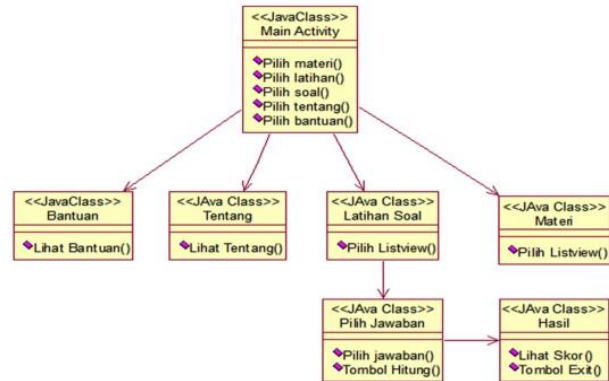 <<JavaClass>>
Main Activity
Pilih materi()
Pilih latihan()
Pilih soal()
Pilih tentang()
Pilih bantuan()
<<JavaClass>>
Bantuan
Lihat Bantuan()
<<JAva Class>>
Tentang
Lihat Tentang()
<<JAva Class>>
Latihan Soal
Pilih Listview()
<<JAva Class>>
Materi
Pilih Listview()
<<JAva Class>>
Pilih Jawaban
Pilih jawaban()
Tombol Hitung()
<<JAva Class>>
Hasil
Lihat Skor()
Tombol Exit()